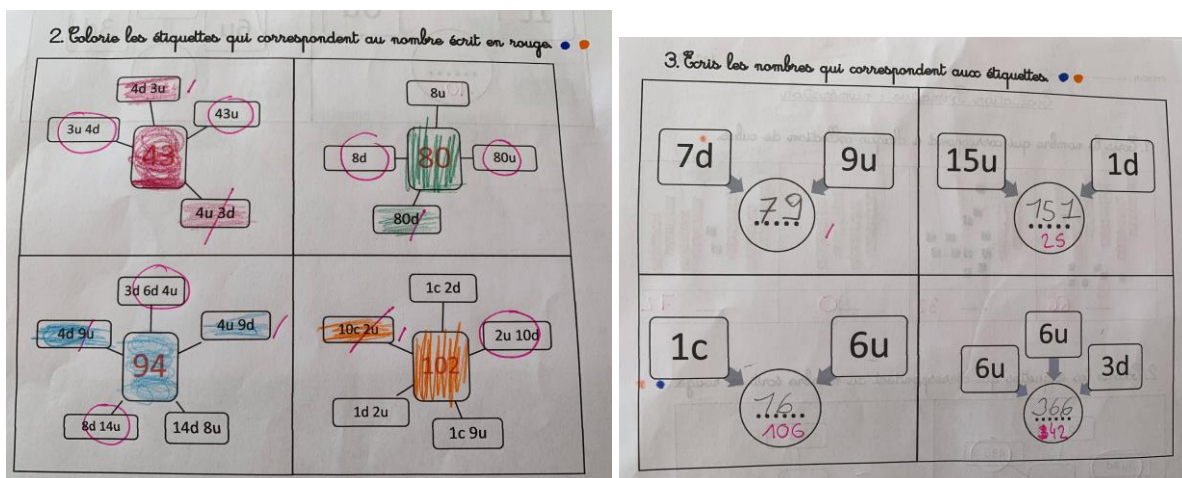 2. Colorie les étiquettes qui correspondent au nombre écrit en rouge.
4d 3u
43u
3u 4d
43
4u 3d
8u
8d
80
80u
80d
3d 6d 4u
4d 9u
4u 9d
94
8d 14u
14d 8u
1c 2d
10c 2u
2u 10d
102
1d 2u
1c 9u
3. Écris les nombres qui correspondent aux étiquettes.
7d
9u
79
15u
1d
151
25
1c
6u
16
106
6u
6u
3d
366
42